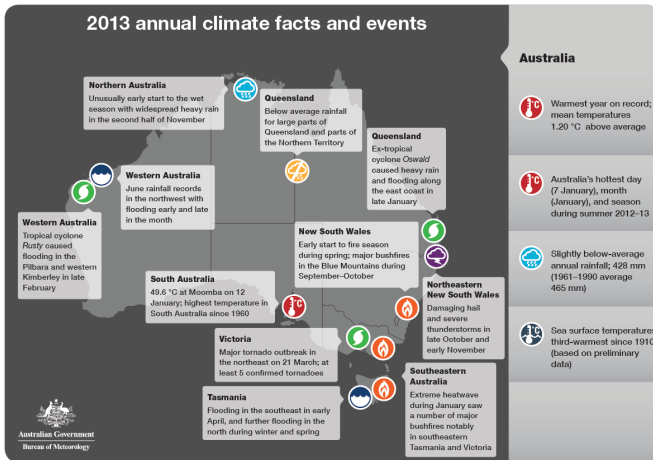 2013 annual climate facts and events
Northern Australia
Unusually early start to the wet
season with widespread heavy rain
in the second half of November
Queensland
Below average rainfall
for large parts of
Queensland and parts of
the Northern Territory
Queensland
Ex-tropical
cyclone Oswald
caused heavy rain
and flooding along
the east coast in
late January
Western Australia
June rainfall records
in the northwest with
flooding early and late
in the month
Western Australia
Tropical cyclone
Rusty caused
flooding in the
Pilbara and western
Kimberley in late
February
New South Wales
Early start to fire season
during spring; major bushfires
in the Blue Mountains during
September–October
South Australia
49.6 °C at Moomba on 12
January; highest temperature in
South Australia since 1960
Northeastern
New South Wales
Damaging hail
and severe
thunderstorms in
late October and
early November
Victoria
Major tornado outbreak in
the northeast on 21 March; at
least 5 confirmed tornadoes
Southeastern
Australia
Extreme heatwave
during January saw
a number of major
bushfires notably
in southeastern
Tasmania and Victoria
Tasmania
Flooding in the southeast in early
April, and further flooding in the
north during winter and spring
°C
Australian Government
Bureau of Meteorology
Australia
°C
Warmest year on record;
mean temperatures
1.20 °C above average
°C
Australia's hottest day
(7 January), month
(January), and season
during summer 2012–13
Slightly below-average
annual rainfall; 428 mm
(1961–1990 average
465 mm)
°C
Sea surface temperatures
third-warmest since 1910
(based on preliminary
data)